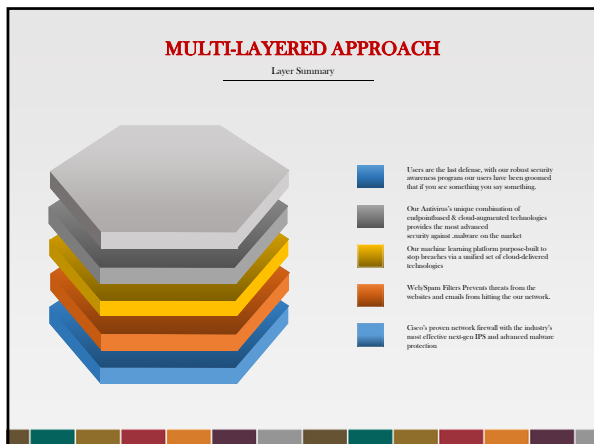 MULTI-LAYERED APPROACH
Layer Summary
Users are the last defense, with our robust security
awareness program our users have been groomed
that if you see something you say something.
Our Antivirus's unique combination of
endpointbased & cloud-augmented technologies
provides the most advanced
security against .malware on the market
Our machine learning platform purpose-built to
stop breaches via a unified set of cloud-delivered
technologies
Web/Spam Filters Prevents threats from the
websites and emails from hitting the our network.
Cisco's proven network firewall with the industry's
most effective next-gen IPS and advanced malware
protection